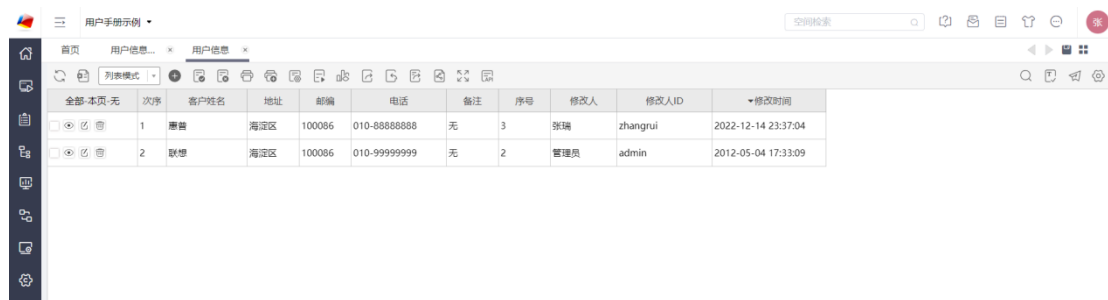 用户手册示例
空间检索
张
首页 用户信息... × 用户信息 ×
列表模式
全部-本页-无 次序 客户姓名 地址 邮编 电话 备注 序号 修改人 修改人ID 修改时间
1 惠普 海淀区 100086 010-88888888 无 3 张瑞 zhangrui 2022-12-14 23:37:04
2 联想 海淀区 100086 010-99999999 无 2 管理员 admin 2012-05-04 17:33:09